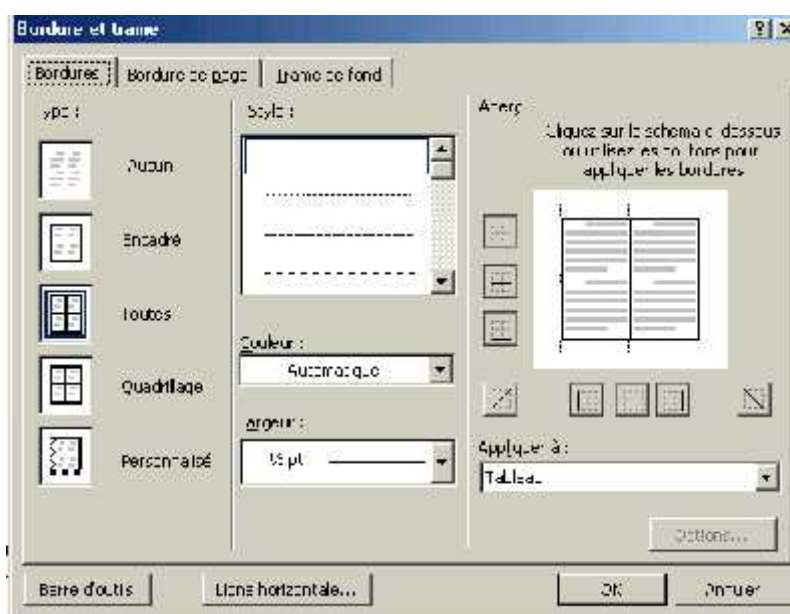 Bordure et trame
Bordures
Bordure de page
Trame de fond
Type :
Style :
Aperçu
Cliquez sur le schéma ci-dessous
ou utilisez les boutons pour
appliquer les bordures
Aucun
Encadré
Toutes
Quadrillage
Personnalisé
Couleur :
Automatique
Largeur :
pt
Appliquer à :
Tableau
Options...
Barre d'outils
Ligne horizontale...
OK
Annuler